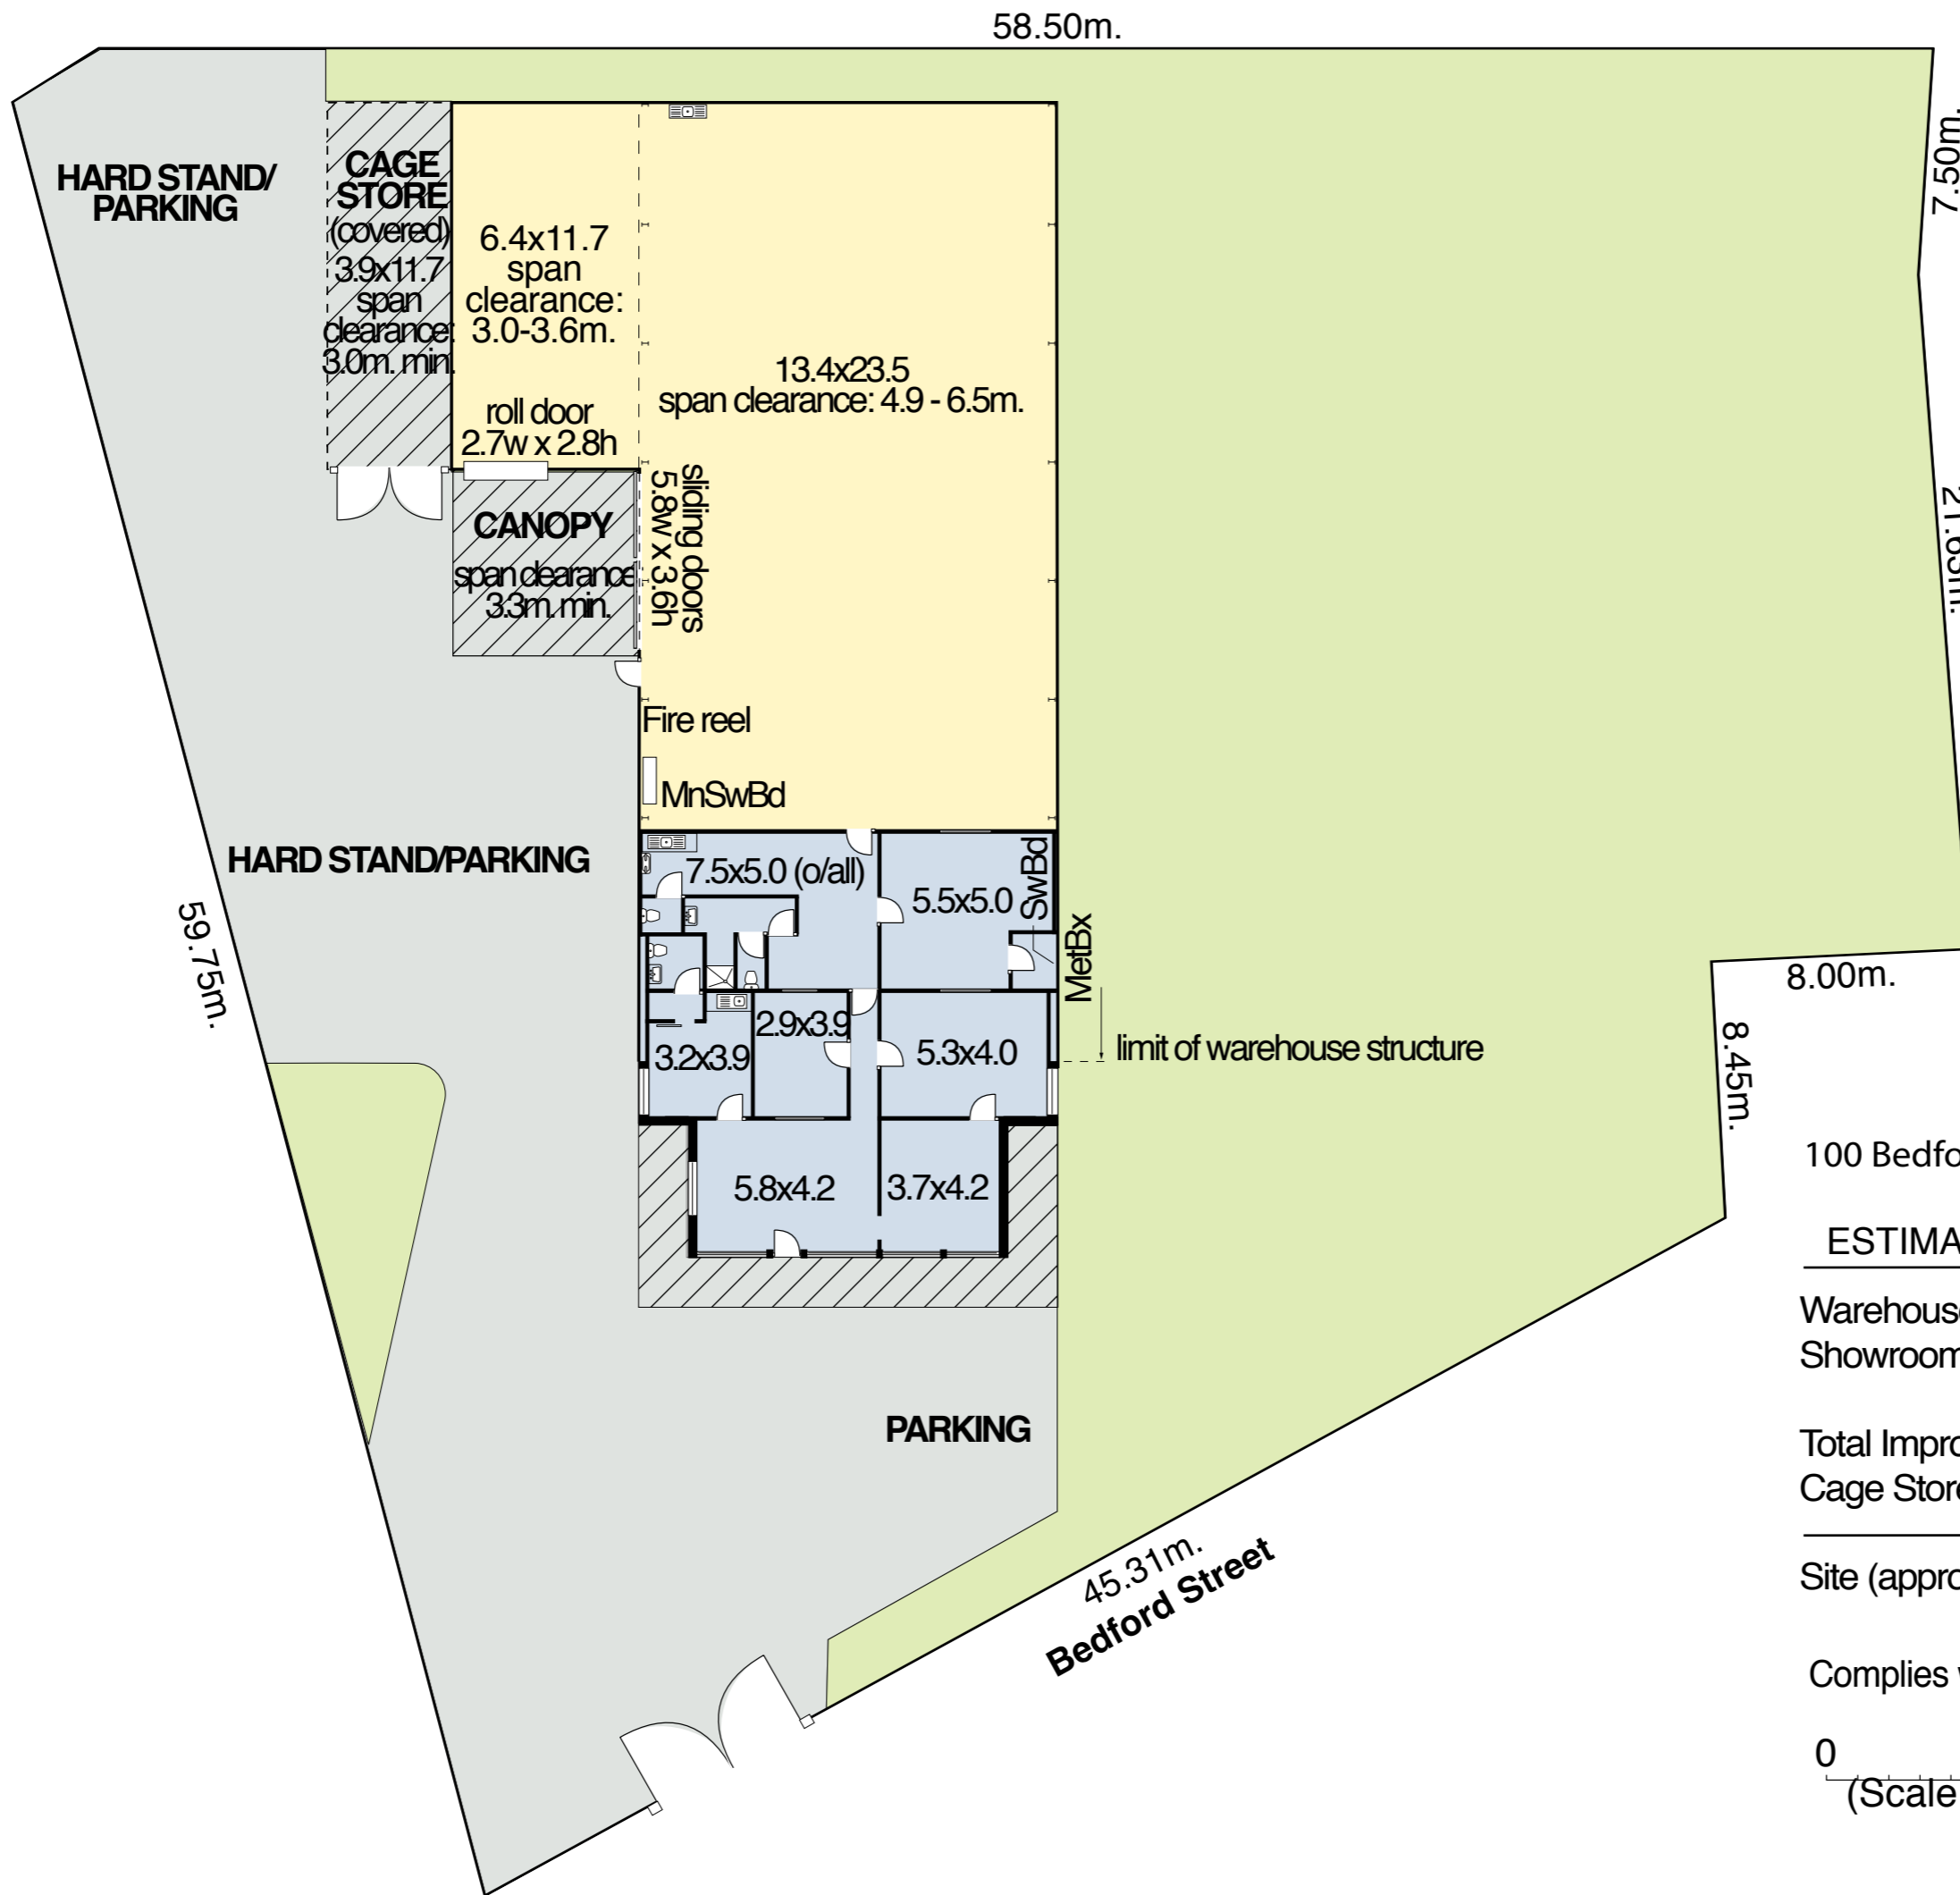 58.50m.
7.50m.
HARD STAND/
PARKING
CAGE
STORE
(covered)
3.9x11.7
span
clearance:
3.0m. min.
6.4x11.7
span
clearance:
3.0-3.6m.
roll door
2.7w x 2.8h
13.4x23.5
span clearance: 4.9 - 6.5m.
21.63m.
CANOPY
span clearance
3.3m. min.
sliding doors
5.8w x 3.6h
Fire reel
MnSwBd
HARD STAND/PARKING
7.5x5.0 (o/all)
5.5x5.0
SwBd
MetBx
59.75m.
8.00m.
8.45m.
2.9x3.9
3.2x3.9
5.3x4.0
limit of warehouse structure
5.8x4.2
3.7x4.2
PARKING
45.31m.
Bedford Street
100 Bedfo
ESTIMA
Warehouse
Showroom
Total Impro
Cage Store
Site (appro
Complies
0
(Scale